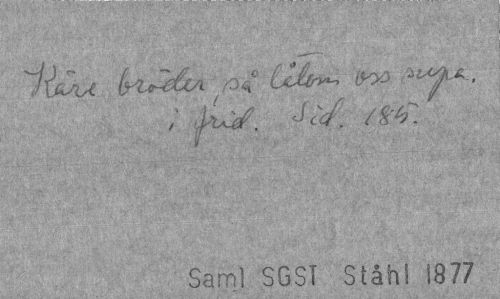 Käre bröder, så låtom oss supa.
i frid. Sid. 185.
Saml SGST Ståhl 1877